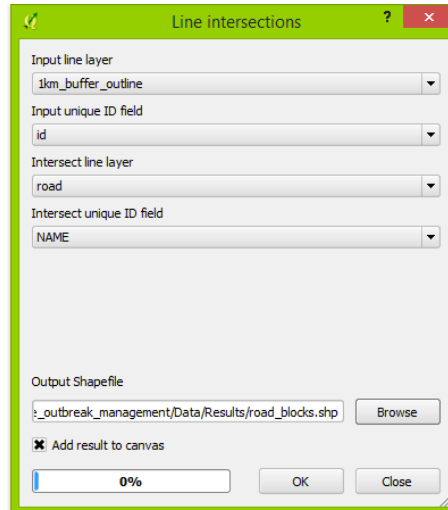 Line intersections
?
Input line layer
1km_buffer_outline
Input unique ID field
id
Intersect line layer
road
Intersect unique ID field
NAME
Output Shapefile
e_outbreak_management/Data/Results/road_blocks.shp
Browse
Add result to canvas
0%
OK
Close